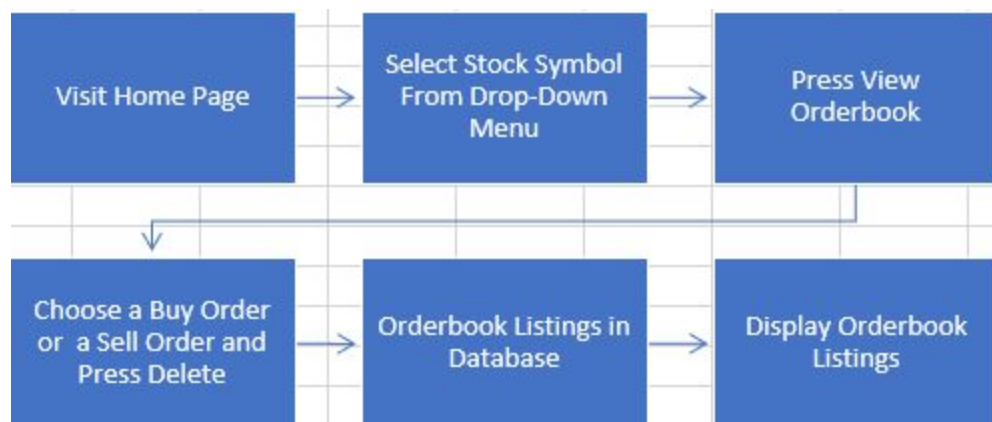 Visit Home Page
Select Stock Symbol
From Drop-Down
Menu
Press View
Orderbook
Choose a Buy Order
or a Sell Order and
Press Delete
Orderbook Listings in
Database
Display Orderbook
Listings